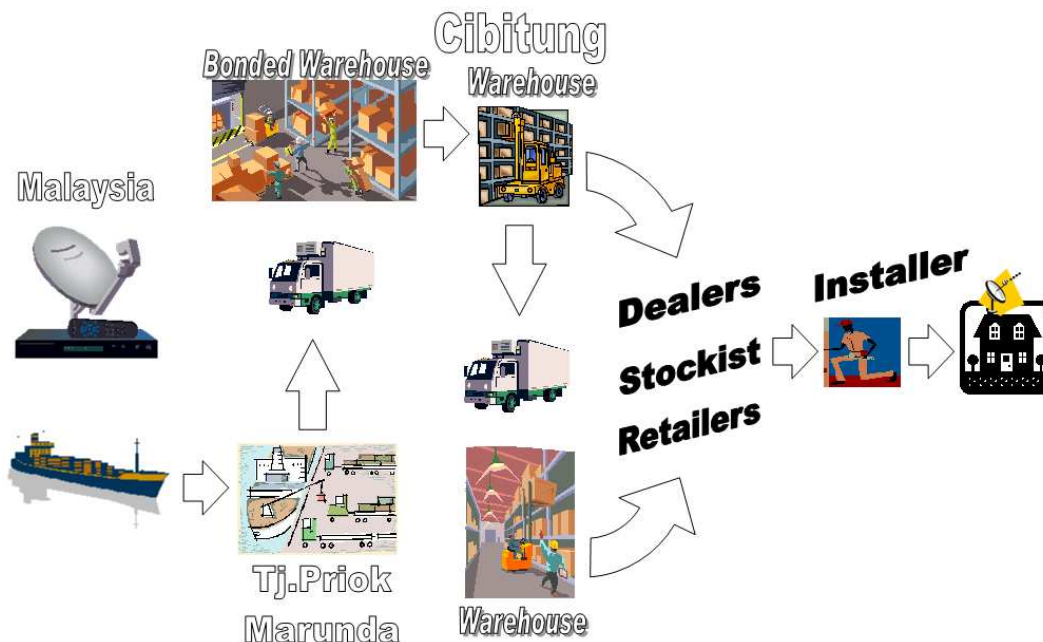 Malaysia
Tj.Priok
Marunda
Bonded Warehouse
Cibitung
Warehouse
Warehouse
Dealers
Stockist
Retailers
Installer